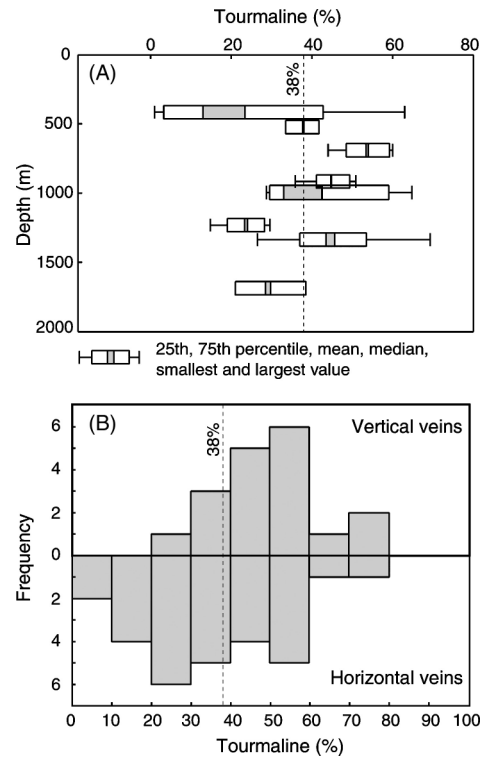 Tourmaline (%)
0 20 40 60 80
(A)
38%
0
500
1000
1500
2000
Depth (m)
25th, 75th percentile, mean, median,
smallest and largest value
(B)
38%
Vertical veins
6
4
2
0
2
4
6
Frequency
Horizontal veins
0 10 20 30 40 50 60 70 80 90 100
Tourmaline (%)